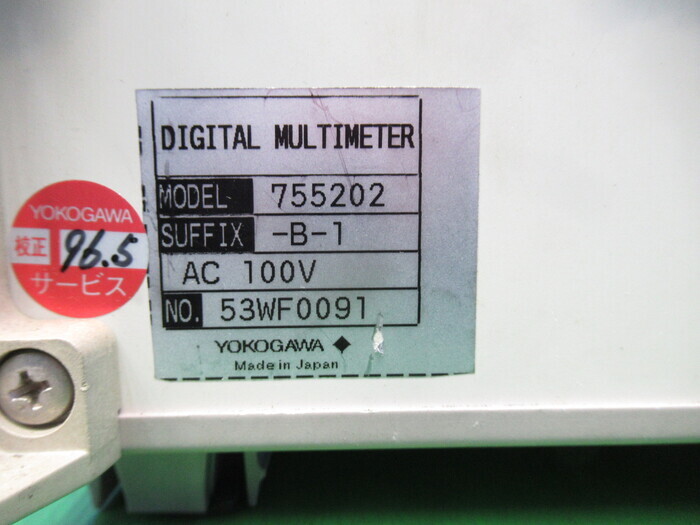 DIGITAL MULTIMETER
MODEL 755202
SUFFIX -B-1
AC 100V
NO. 53WF0091
YOKOGAWA
Made in Japan
YOKOGAWA
校正 96.5
サービス